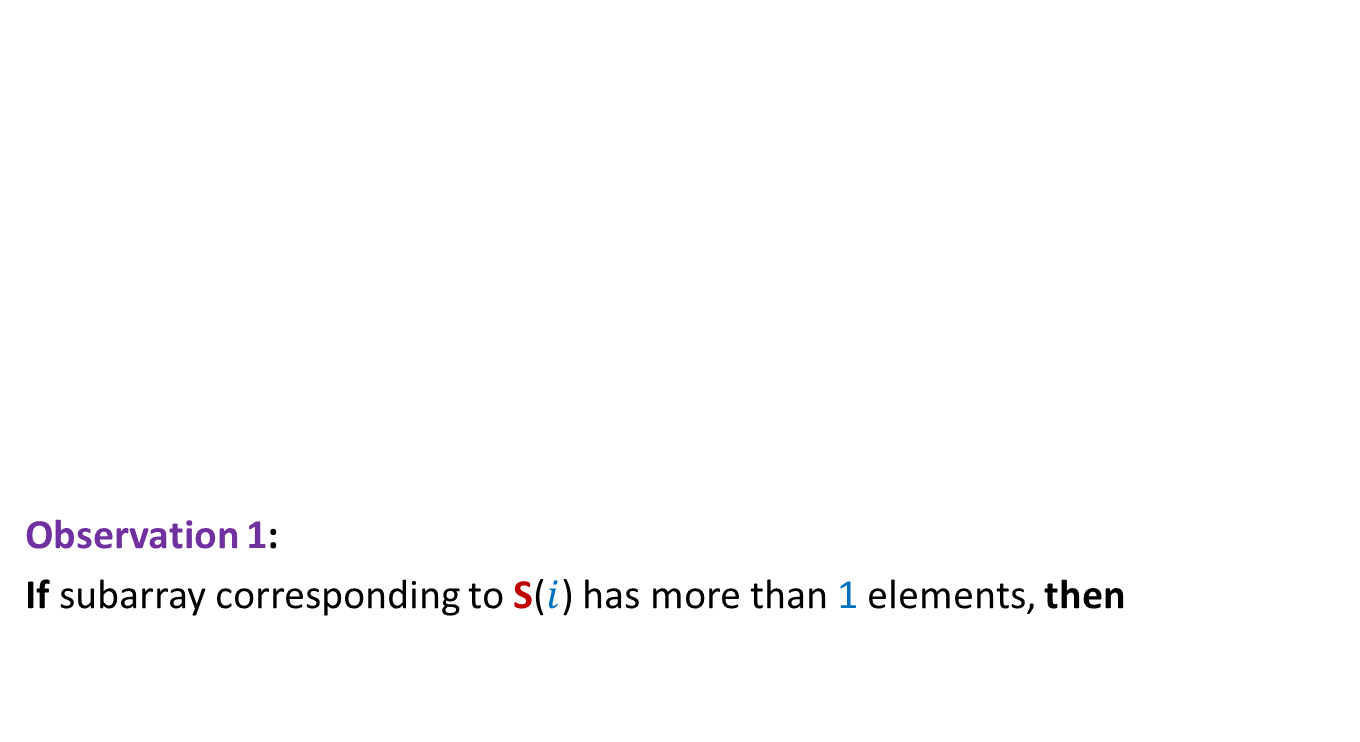 Observation 1:
If subarray corresponding to S(i) has more than 1 elements, then